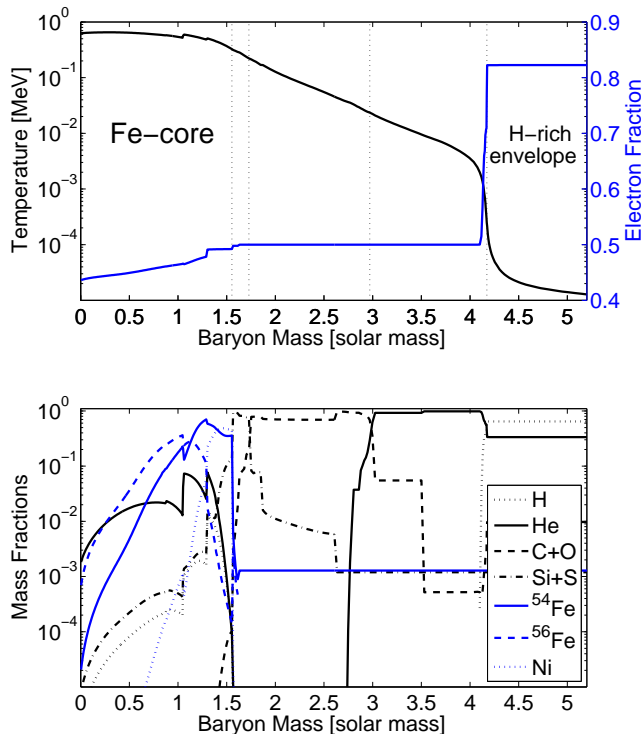 10^0
10^-1
10^-2
10^-3
10^-4
Temperature [MeV]
Fe-core
H-rich
envelope
0.9
0.8
0.7
0.6
0.5
0.4
Electron Fraction
0 0.5 1 1.5 2 2.5 3 3.5 4 4.5 5
Baryon Mass [solar mass]
10^0
10^-1
10^-2
10^-3
10^-4
Mass Fractions
H
He
C+O
Si+S
^54Fe
^56Fe
Ni
0 0.5 1 1.5 2 2.5 3 3.5 4 4.5 5
Baryon Mass [solar mass]